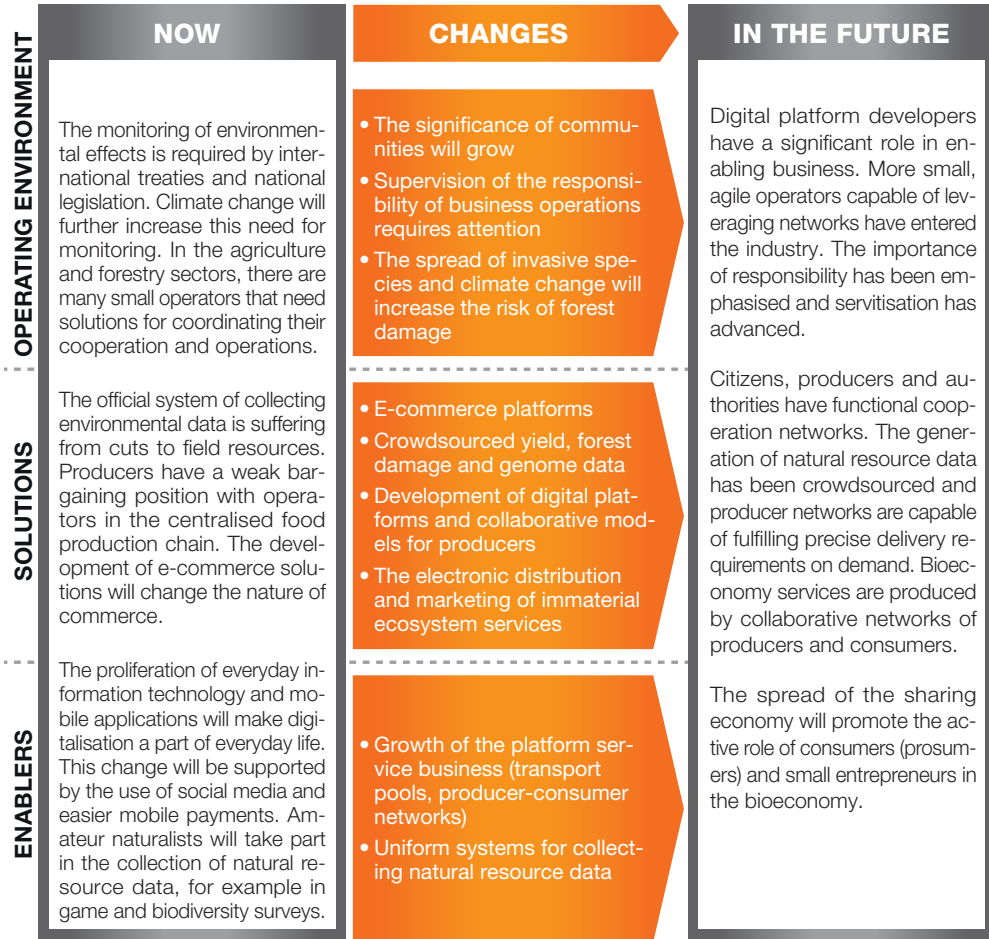 NOW
CHANGES
IN THE FUTURE
OPERATING ENVIRONMENT
The monitoring of environmen-
tal effects is required by inter-
national treaties and national
legislation. Climate change will
further increase this need for
monitoring. In the agriculture
and forestry sectors, there are
many small operators that need
solutions for coordinating their
cooperation and operations.
• The significance of commu-
nities will grow
• Supervision of the responsi-
bility of business operations
requires attention
• The spread of invasive spe-
cies and climate change will
increase the risk of forest
damage
Digital platform developers
have a significant role in en-
abling business. More small,
agile operators capable of lev-
eraging networks have entered
the industry. The importance
of responsibility has been em-
phasised and servitisation has
advanced.
SOLUTIONS
The official system of collecting
environmental data is suffering
from cuts to field resources.
Producers have a weak bar-
gaining position with opera-
tors in the centralised food
production chain. The devel-
opment of e-commerce solu-
tions will change the nature of
commerce.
• E-commerce platforms
• Crowdsourced yield, forest
damage and genome data
• Development of digital plat-
forms and collaborative mod-
els for producers
• The electronic distribution
and marketing of immaterial
ecosystem services
Citizens, producers and au-
thorities have functional coop-
eration networks. The gener-
ation of natural resource data
has been crowdsourced and
producer networks are capable
of fulfilling precise delivery re-
quirements on demand. Bioec-
onomy services are produced
by collaborative networks of
producers and consumers.
ENABLERS
The proliferation of everyday in-
formation technology and mo-
bile applications will make digi-
talisation a part of everyday life.
This change will be supported
by the use of social media and
easier mobile payments. Am-
ateur naturalists will take part
in the collection of natural re-
source data, for example in
game and biodiversity surveys.
• Growth of the platform ser-
vice business (transport
pools, producer-consumer
networks)
• Uniform systems for collect-
ing natural resource data
The spread of the sharing
economy will promote the ac-
tive role of consumers (prosum-
ers) and small entrepreneurs in
the bioeconomy.